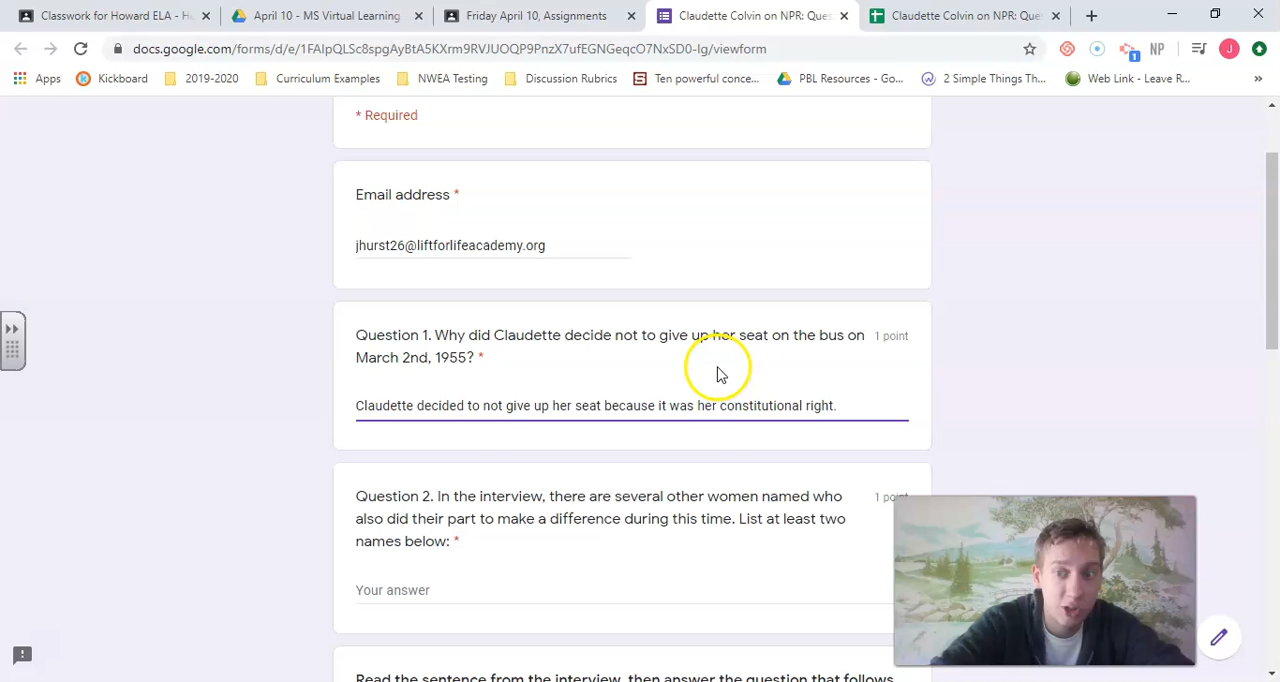 Classwork for Howard ELA - H
April 10 - MS Virtual Learning
Friday April 10, Assignments
Claudette Colvin on NPR: Ques
Claudette Colvin on NPR: Que
docs.google.com/forms/d/e/1FAIpQLSc8spgAyBtA5KXrm9RVJUOQP9PnzX7ufEGNGeqcO7NxSD0-Ig/viewform
NP
1
J
Apps
Kickboard
2019-2020
Curriculum Examples
NWEA Testing
Discussion Rubrics
Ten powerful conce...
PBL Resources - Go...
2 Simple Things Th...
Web Link - Leave R...
»
* Required
Email address *
jhurst26@liftforlifeacademy.org
Question 1. Why did Claudette decide not to give up her seat on the bus on
March 2nd, 1955? *
1 point
Claudette decided to not give up her seat because it was her constitutional right.
Question 2. In the interview, there are several other women named who
also did their part to make a difference during this time. List at least two
names below: *
1 point
Your answer
Read the sentence from the interview, then answer the question that follows